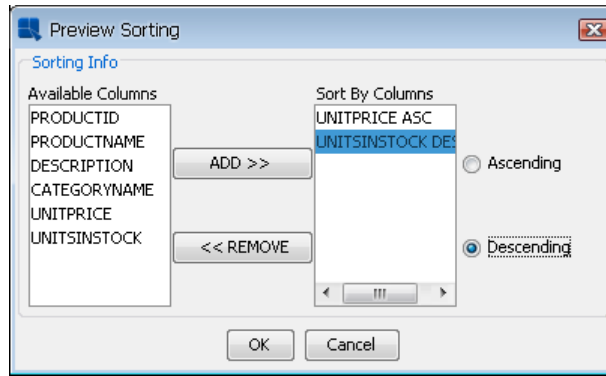 Preview Sorting
Sorting Info
Available Columns
Sort By Columns
PRODUCTID
PRODUCTNAME
DESCRIPTION
CATEGORYNAME
UNITPRICE
UNITSINSTOCK
ADD >>
<< REMOVE
UNITPRICE ASC
UNITSINSTOCK DES
Ascending
Descending
OK
Cancel